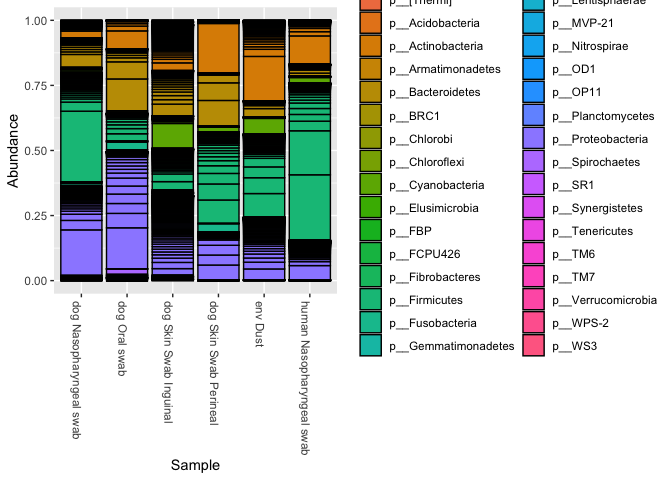 Abundance
1.00
0.75
0.50
0.25
0.00
dog Nasopharyngeal swab
dog Oral swab
dog Skin Swab Inguinal
dog Skin Swab Perineal
env Dust
human Nasopharyngeal swab
Sample
p__[Thermi]
p__Acidobacteria
p__Actinobacteria
p__Armatimonadetes
p__Bacteroidetes
p__BRC1
p__Chlorobi
p__Chloroflexi
p__Cyanobacteria
p__Elusimicrobia
p__FBP
p__FCPU426
p__Fibrobacteres
p__Firmicutes
p__Fusobacteria
p__Gemmatimonadetes
p__Lentisphaerae
p__MVP-21
p__Nitrospirae
p__OD1
p__OP11
p__Planctomycetes
p__Proteobacteria
p__Spirochaetes
p__SR1
p__Synergistetes
p__Tenericutes
p__TM6
p__TM7
p__Verrucomicrobia
p__WPS-2
p__WS3